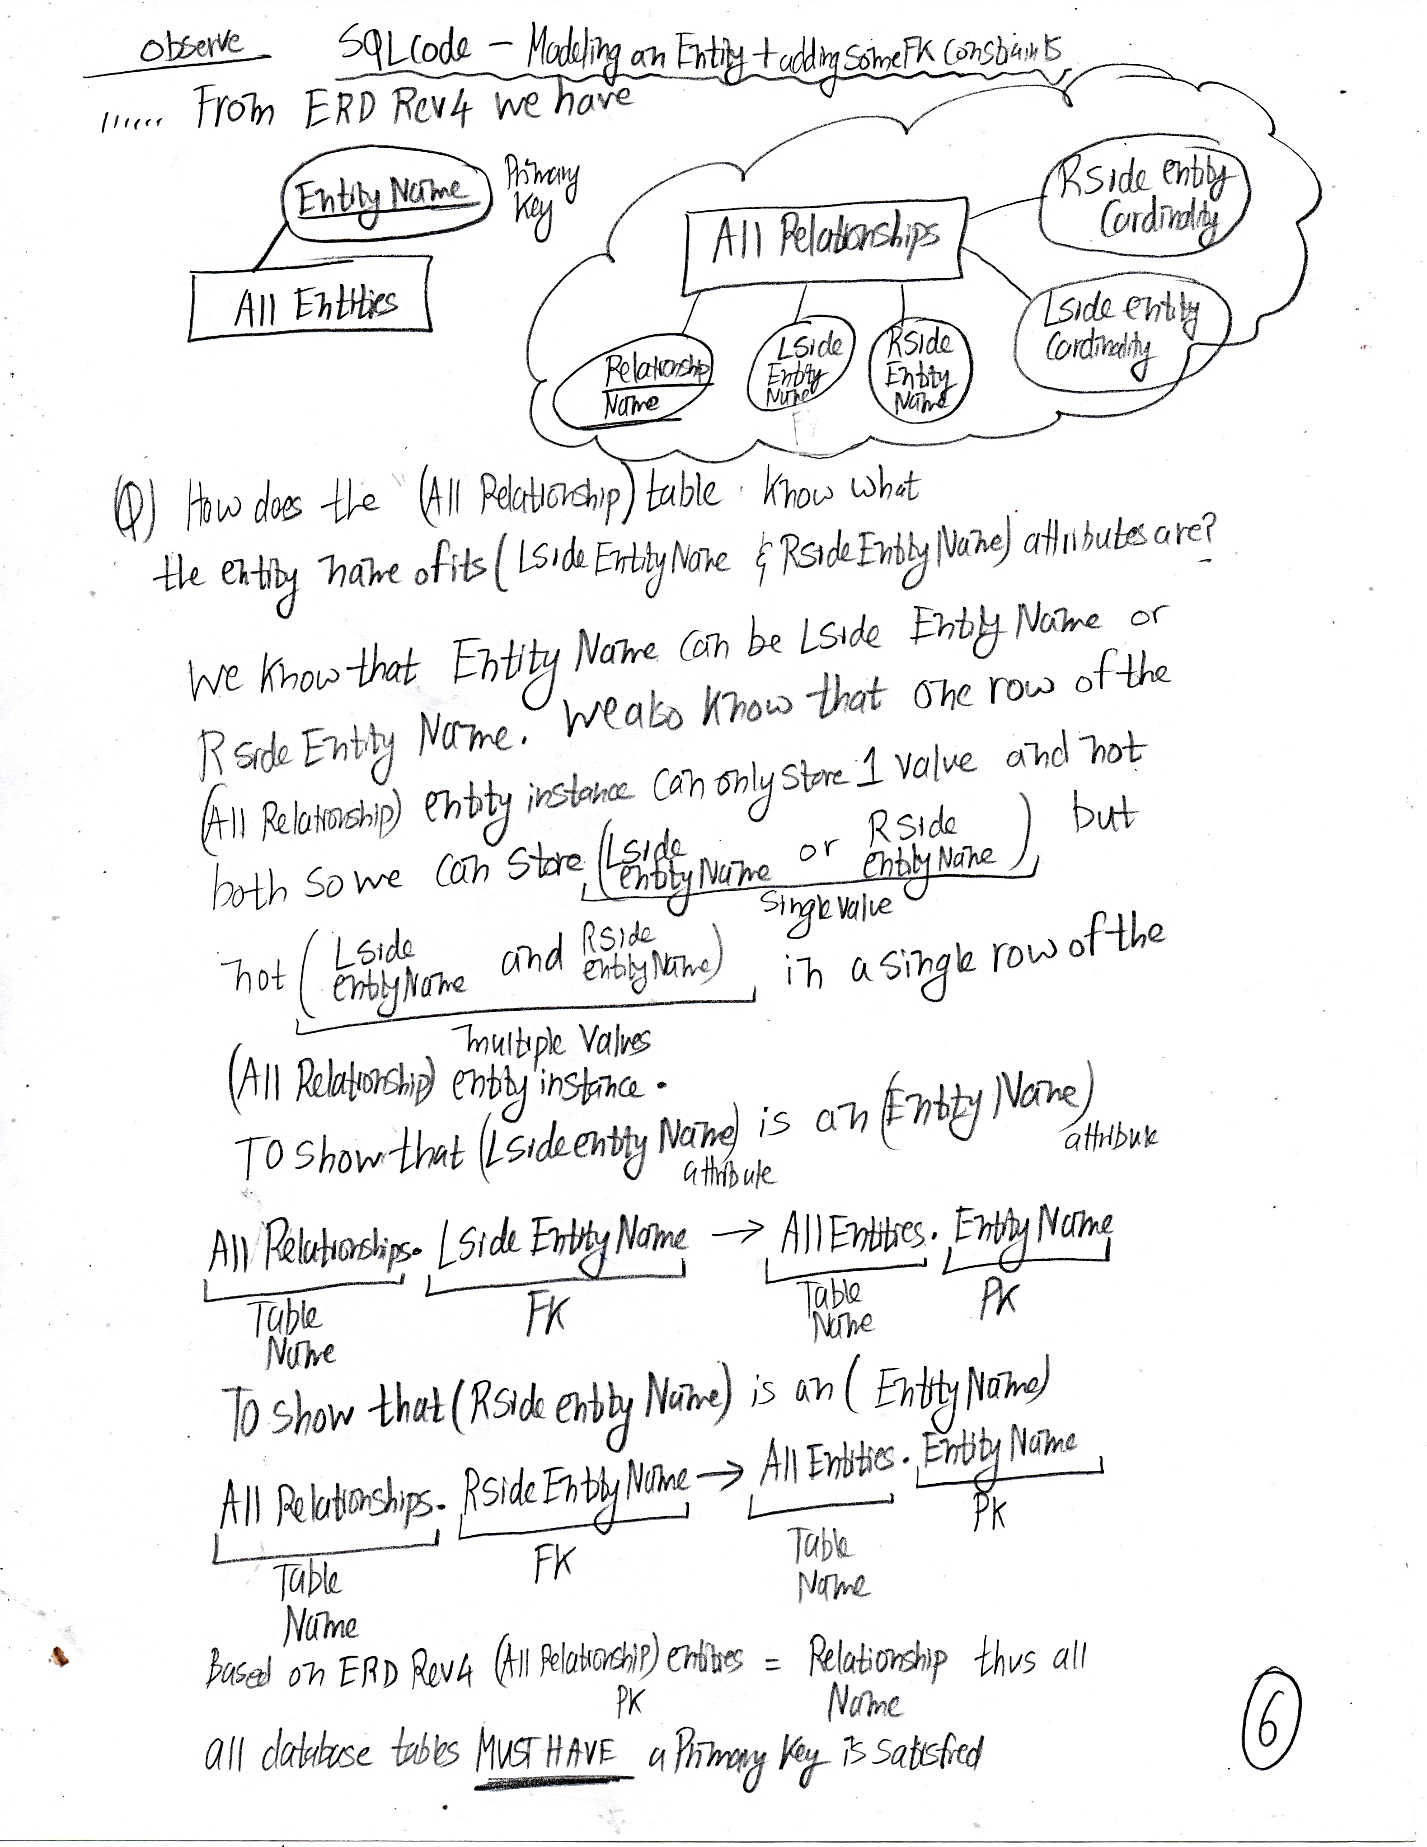 observe SQL code - Modeling an Entity + adding some FK constraints
...... From ERD Rev4 we have
Entity Name
Primary Key
All Entities
All Relationships
Rside entity Cardinality
Lside entity Cardinality
Relationship Name
LSide Entity Name
RSide Entity Name
Q) How does the (All Relationship) table know what
the entity name of its (LSide Entity Name & RSide Entity Name) attributes are?
We know that Entity Name can be LSide Entity Name or
R side Entity Name. We also know that one row of the
(All Relationship) entity instance can only store 1 value and not
both so we can store (Lside entity Name or RSide entity Name) but
single value
not (LSide entity Name and RSide entity Name) in a single row of the
multiple values
(All Relationship) entity instance.
To show that (Lside entity Name) is an (Entity Name)
attribute attribute
All Relationships. LSide Entity Name → All Entities. Entity Name
Table Name FK Table Name PK
To show that (RSide entity Name) is an (Entity Name)
All Relationships. RSide Entity Name → All Entities. Entity Name
Table Name FK Table Name PK
Based on ERD Rev4 (All Relationship) entities = Relationship thus all
PK Name
all database tables MUST HAVE a Primary Key is satisfied
6